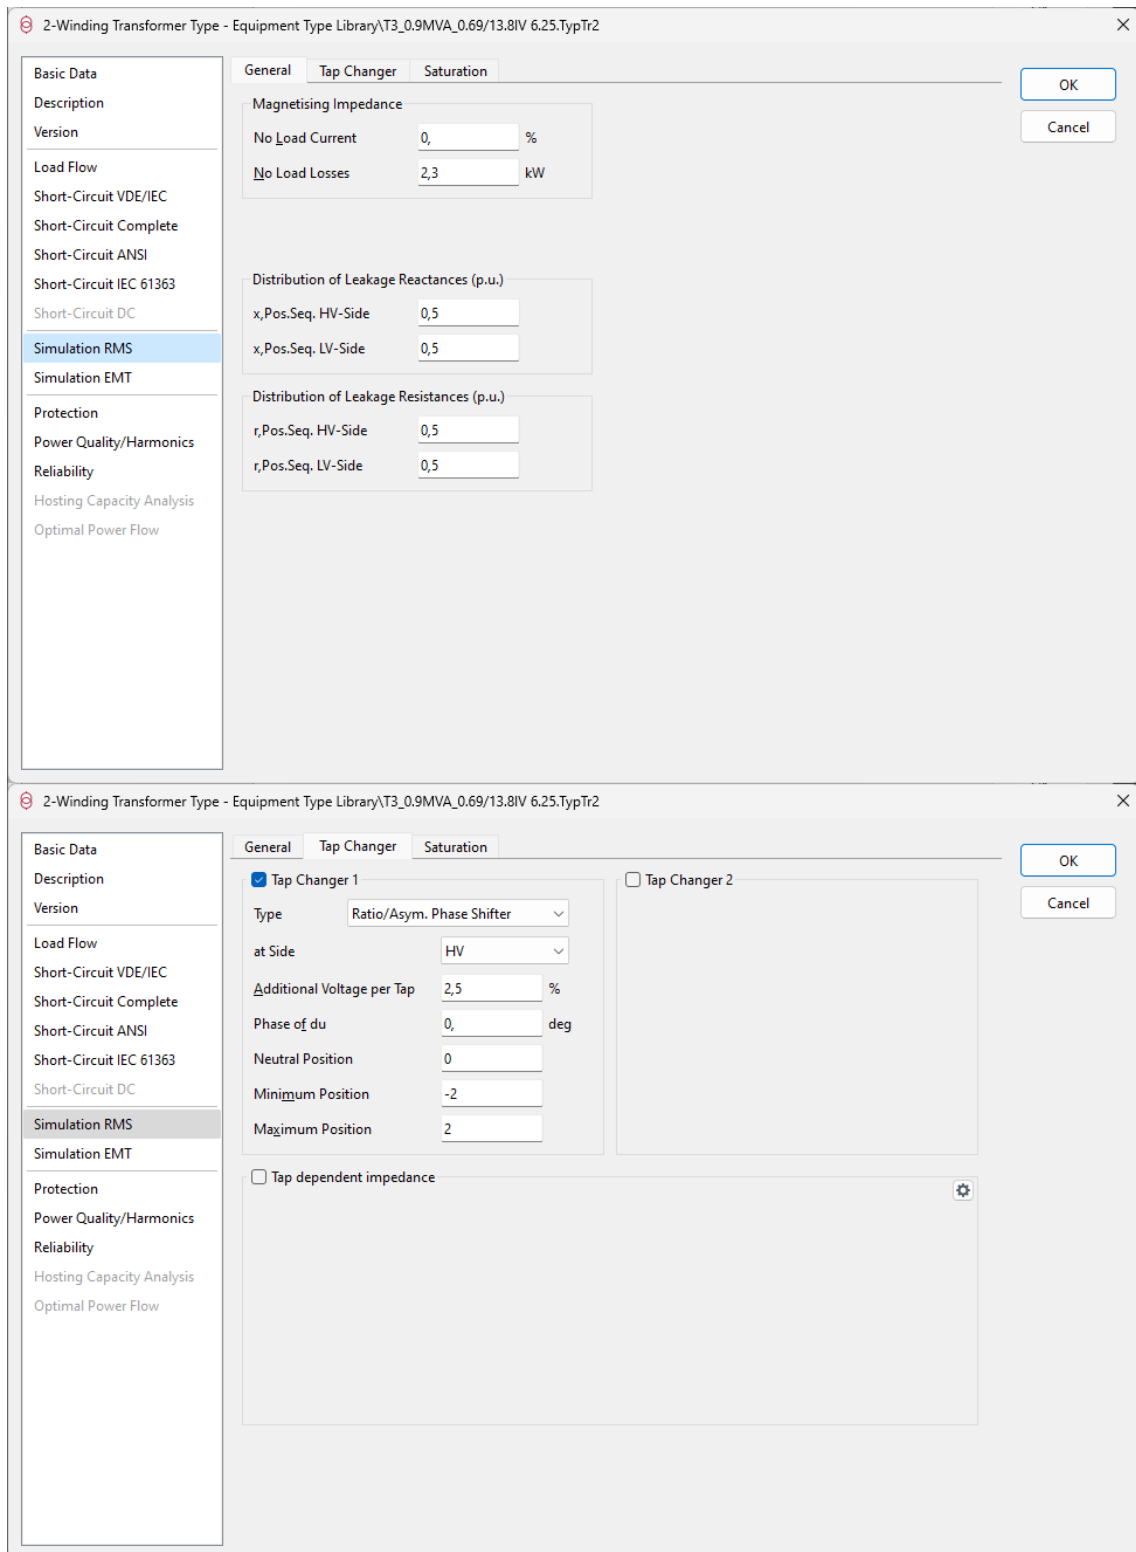 2-Winding Transformer Type - Equipment Type Library\T3_0.9MVA_0.69/13.8IV 6.25.TypTr2
Basic Data
Description
Version
Load Flow
Short-Circuit VDE/IEC
Short-Circuit Complete
Short-Circuit ANSI
Short-Circuit IEC 61363
Short-Circuit DC
Simulation RMS
Simulation EMT
Protection
Power Quality/Harmonics
Reliability
Hosting Capacity Analysis
Optimal Power Flow
General Tap Changer Saturation
Magnetising Impedance
No Load Current 0, %
No Load Losses 2,3 kW
Distribution of Leakage Reactances (p.u.)
x,Pos.Seq. HV-Side 0,5
x,Pos.Seq. LV-Side 0,5
Distribution of Leakage Resistances (p.u.)
r,Pos.Seq. HV-Side 0,5
r,Pos.Seq. LV-Side 0,5
OK
Cancel
2-Winding Transformer Type - Equipment Type Library\T3_0.9MVA_0.69/13.8IV 6.25.TypTr2
Basic Data
Description
Version
Load Flow
Short-Circuit VDE/IEC
Short-Circuit Complete
Short-Circuit ANSI
Short-Circuit IEC 61363
Short-Circuit DC
Simulation RMS
Simulation EMT
Protection
Power Quality/Harmonics
Reliability
Hosting Capacity Analysis
Optimal Power Flow
General Tap Changer Saturation
Tap Changer 1
Type Ratio/Asym. Phase Shifter
at Side HV
Additional Voltage per Tap 2,5 %
Phase of du 0, deg
Neutral Position 0
Minimum Position -2
Maximum Position 2
Tap Changer 2
Tap dependent impedance
OK
Cancel